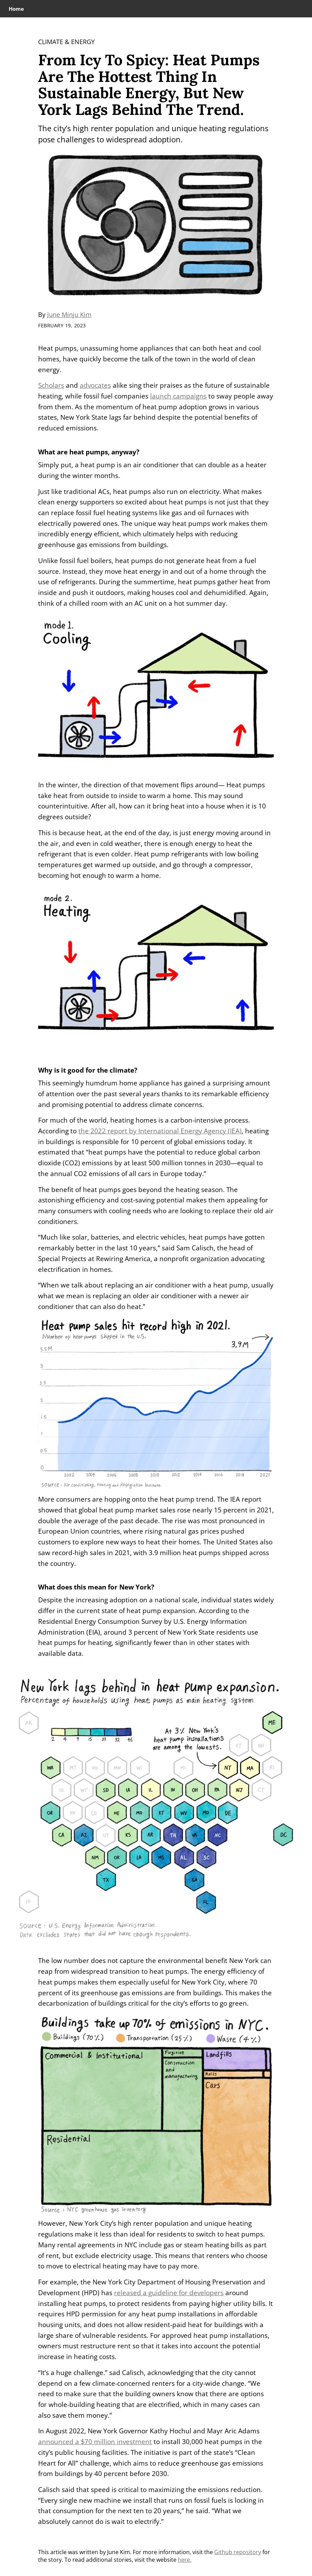 Home
CLIMATE & ENERGY
From Icy To Spicy: Heat Pumps
Are The Hottest Thing In
Sustainable Energy, But New
York Lags Behind The Trend.
The city's high renter population and unique heating regulations
pose challenges to widespread adoption.
By June Minju Kim
FEBRUARY 19, 2023
Heat pumps, unassuming home appliances that can both heat and cool
homes, have quickly become the talk of the town in the world of clean
energy.
Scholars and advocates alike sing their praises as the future of sustainable
heating, while fossil fuel companies launch campaigns to sway people away
from them. As the momentum of heat pump adoption grows in various
states, New York State lags far behind despite the potential benefits of
reduced emissions.
What are heat pumps, anyway?
Simply put, a heat pump is an air conditioner that can double as a heater
during the winter months.
Just like traditional ACs, heat pumps also run on electricity. What makes
clean energy supporters so excited about heat pumps is not just that they
can replace fossil fuel heating systems like gas and oil furnaces with
electrically powered ones. The unique way heat pumps work makes them
incredibly energy efficient, which ultimately helps with reducing
greenhouse gas emissions from buildings.
Unlike fossil fuel boilers, heat pumps do not generate heat from a fuel
source. Instead, they move heat energy in and out of a home through the
use of refrigerants. During the summertime, heat pumps gather heat from
inside and push it outdoors, making houses cool and dehumidified. Again,
think of a chilled room with an AC unit on a hot summer day.
mode 1.
Cooling
In the winter, the direction of that movement flips around— Heat pumps
take heat from outside to inside to warm a home. This may sound
counterintuitive. After all, how can it bring heat into a house when it is 10
degrees outside?
This is because heat, at the end of the day, is just energy moving around in
the air, and even in cold weather, there is enough energy to heat the
refrigerant that is even colder. Heat pump refrigerants with low boiling
temperatures get warmed up outside, and go through a compressor,
becoming hot enough to warm a home.
mode 2.
Heating
Why is it good for the climate?
This seemingly humdrum home appliance has gained a surprising amount
of attention over the past several years thanks to its remarkable efficiency
and promising potential to address climate concerns.
For much of the world, heating homes is a carbon-intensive process.
According to the 2022 report by International Energy Agency (IEA), heating
in buildings is responsible for 10 percent of global emissions today. It
estimated that “heat pumps have the potential to reduce global carbon
dioxide (CO2) emissions by at least 500 million tonnes in 2030—equal to
the annual CO2 emissions of all cars in Europe today.”
The benefit of heat pumps goes beyond the heating season. The
astonishing efficiency and cost-saving potential makes them appealing for
many consumers with cooling needs who are looking to replace their old air
conditioners.
“Much like solar, batteries, and electric vehicles, heat pumps have gotten
remarkably better in the last 10 years,” said Sam Calisch, the head of
Special Projects at Rewiring America, a nonprofit organization advocating
electrification in homes.
“When we talk about replacing an air conditioner with a heat pump, usually
what we mean is replacing an older air conditioner with a newer air
conditioner that can also do heat.”
Heat pump sales hit record high in 2021.
Number of heat pumps shipped in the U.S.
3.9M
More consumers are hopping onto the heat pump trend. The IEA report
showed that global heat pump market sales rose nearly 15 percent in 2021,
double the average of the past decade. The rise was most pronounced in
European Union countries, where rising natural gas prices pushed
customers to explore new ways to heat their homes. The United States also
saw record-high sales in 2021, with 3.9 million heat pumps shipped across
the country.
What does this mean for New York?
Despite the increasing adoption on a national scale, individual states widely
differ in the current state of heat pump expansion. According to the
Residential Energy Consumption Survey by U.S. Energy Information
Administration (EIA), around 3 percent of New York State residents use
heat pumps for heating, significantly fewer than in other states with
available data.
New York lags behind in heat pump expansion.
Percentage of households using heat pumps as main heating system.
At 3% New York's
heat pump installations
are among the lowests.
ME
WA NY MA
SD IA IL IN OH PA NJ
OR NE MO KY WV MD DE
CA AZ KS AR TN VA NC DC
NM OK LA MS AL SC
TX GA
FL
Source : U.S. Energy Information Administration
Data excludes states that did not have enough respondents.
The low number does not capture the environmental benefit New York can
reap from widespread transition to heat pumps. The energy efficiency of
heat pumps makes them especially useful for New York City, where 70
percent of its greenhouse gas emissions are from buildings. This makes the
decarbonization of buildings critical for the city's efforts to go green.
Buildings take up 70% of emissions in NYC.
Buildings (70%) Transportation (25%) Waste (4%)
Commercial & Institutional
Fugitive
Construction
and
manufacturing
Landfills
Cars
Residential
Source : NYC greenhouse gas inventory
However, New York City's high renter population and unique heating
regulations make it less than ideal for residents to switch to heat pumps.
Many rental agreements in NYC include gas or steam heating bills as part
of rent, but exclude electricity usage. This means that renters who choose
to move to electrical heating may have to pay more.
For example, the New York City Department of Housing Preservation and
Development (HPD) has released a guideline for developers around
installing heat pumps, to protect residents from paying higher utility bills. It
requires HPD permission for any heat pump installations in affordable
housing units, and does not allow resident-paid heat for buildings with a
large share of vulnerable residents. For approved heat pump installations,
owners must restructure rent so that it takes into account the potential
increase in heating costs.
“It's a huge challenge.” sad Calisch, acknowledging that the city cannot
depend on a few climate-concerned renters for a city-wide change. “We
need to make sure that the building owners know that there are options
for whole-building heating that are electrified, which in many cases can
also save them money.”
In August 2022, New York Governor Kathy Hochul and Mayr Aric Adams
announced a $70 million investment to install 30,000 heat pumps in the
city's public housing facilities. The initiative is part of the state's “Clean
Heart for All” challenge, which aims to reduce greenhouse gas emissions
from buildings by 40 percent before 2030.
Calisch said that speed is critical to maximizing the emissions reduction.
“Every single new machine we install that runs on fossil fuels is locking in
that consumption for the next ten to 20 years,” he said. “What we
absolutely cannot do is wait to electrify.”
This article was written by June Kim. For more information, visit the Github repository for
the story. To read additional stories, visit the website here.